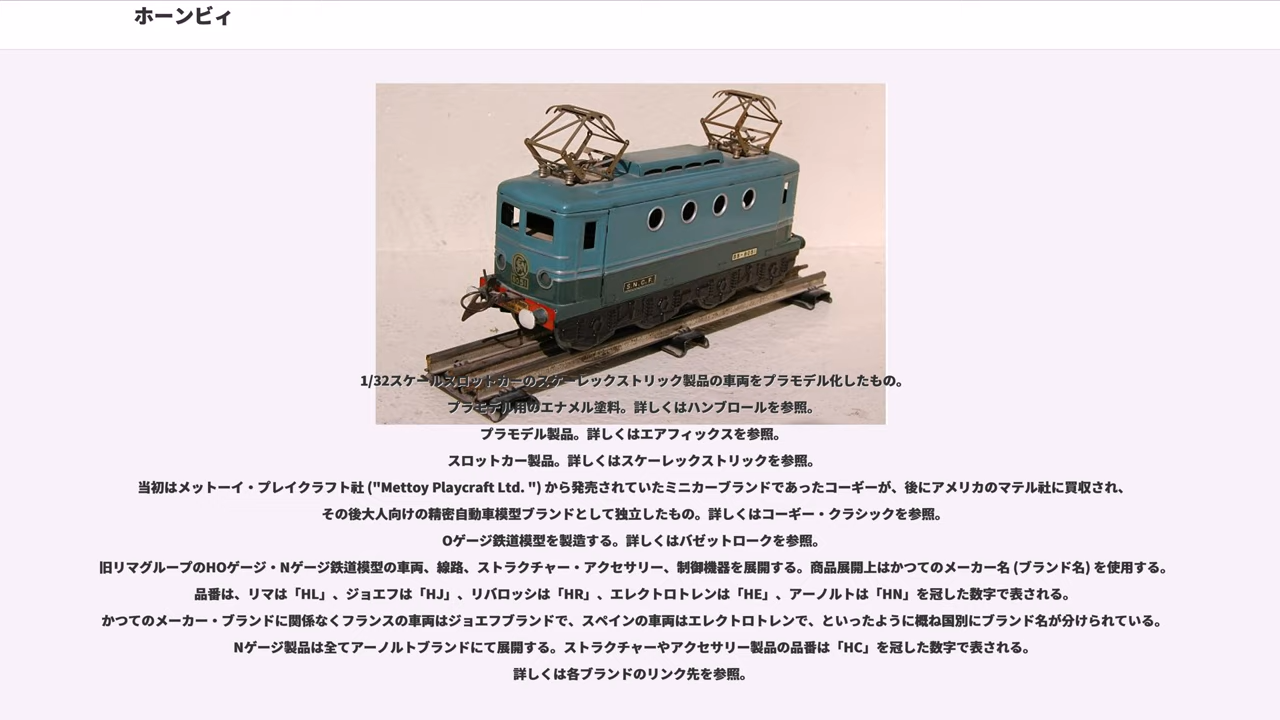 ホーンビィ
S.N.C.F.
1/32スケールスロットカーのスケーレックストリック製品の車両をプラモデル化したもの。
プラモデル用のエナメル塗料。詳しくはハンブロールを参照。
プラモデル製品。詳しくはエアフィックスを参照。
スロットカー製品。詳しくはスケーレックストリックを参照。
当初はメットーイ・プレイクラフト社 ("Mettoy Playcraft Ltd. ") から発売されていたミニカーブランドであったコーギーが、後にアメリカのマテル社に買収され、
その後大人向けの精密自動車模型ブランドとして独立したもの。詳しくはコーギー・クラシックを参照。
Oゲージ鉄道模型を製造する。詳しくはバゼットロークを参照。
旧リマグループのHOゲージ・Nゲージ鉄道模型の車両、線路、ストラクチャー・アクセサリー、制御機器を展開する。商品展開上はかつてのメーカー名 (ブランド名) を使用する。
品番は、リマは「HL」、ジョエフは「HJ」、リバロッシは「HR」、エレクトロトレンは「HE」、アーノルトは「HN」を冠した数字で表される。
かつてのメーカー・ブランドに関係なくフランスの車両はジョエフブランドで、スペインの車両はエレクトロトレンで、といったように概ね国別にブランド名が分けられている。
Nゲージ製品は全てアーノルトブランドにて展開する。ストラクチャーやアクセサリー製品の品番は「HC」を冠した数字で表される。
詳しくは各ブランドのリンク先を参照。